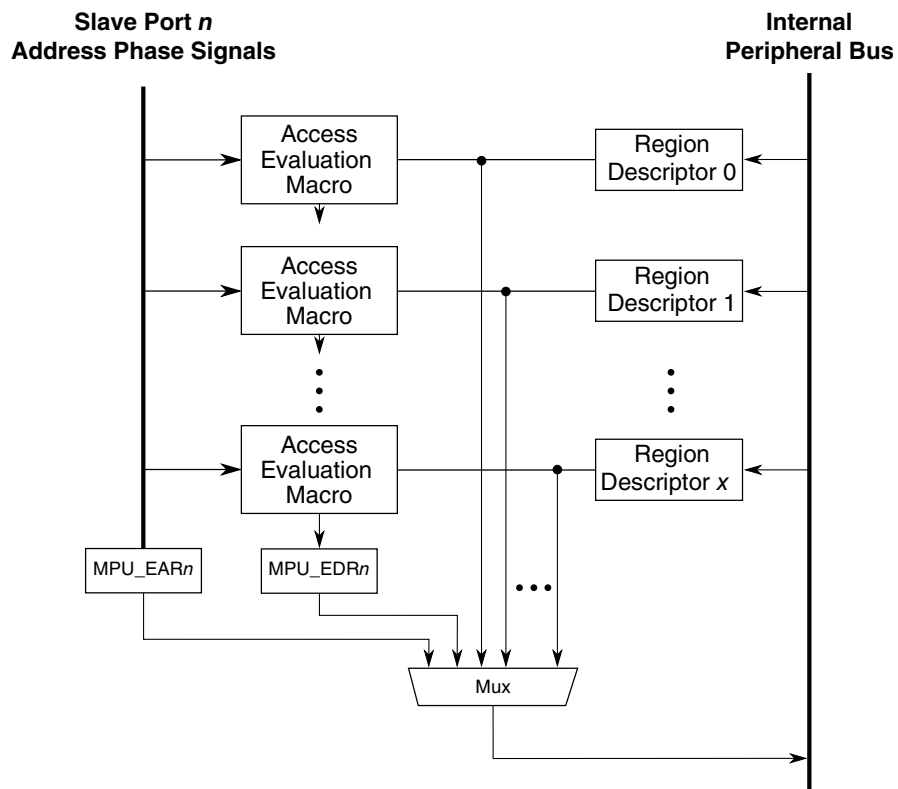 Slave Port n
Address Phase Signals
Internal
Peripheral Bus
Access
Evaluation
Macro
Region
Descriptor 0
Access
Evaluation
Macro
Region
Descriptor 1
Access
Evaluation
Macro
Region
Descriptor x
MPU_EARn
MPU_EDRn
Mux